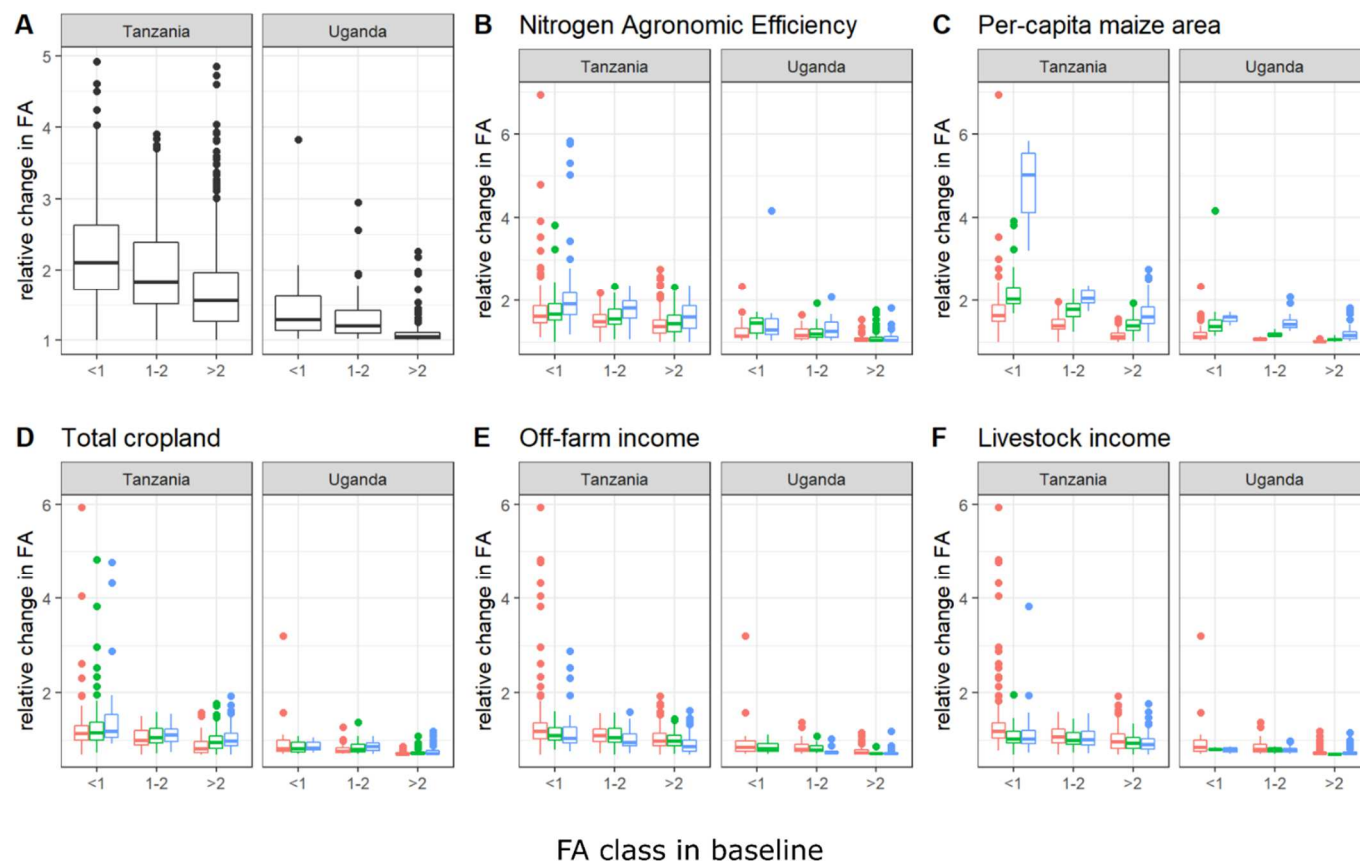 A
Tanzania
Uganda
relative change in FA
5
4
3
2
1
<1
1-2
>2
<1
1-2
>2
B Nitrogen Agronomic Efficiency
Tanzania
Uganda
relative change in FA
6
4
2
<1
1-2
>2
<1
1-2
>2
C Per-capita maize area
Tanzania
Uganda
relative change in FA
6
4
2
<1
1-2
>2
<1
1-2
>2
D Total cropland
Tanzania
Uganda
relative change in FA
6
4
2
<1
1-2
>2
<1
1-2
>2
E Off-farm income
Tanzania
Uganda
relative change in FA
6
4
2
<1
1-2
>2
<1
1-2
>2
F Livestock income
Tanzania
Uganda
relative change in FA
6
4
2
<1
1-2
>2
<1
1-2
>2
FA class in baseline